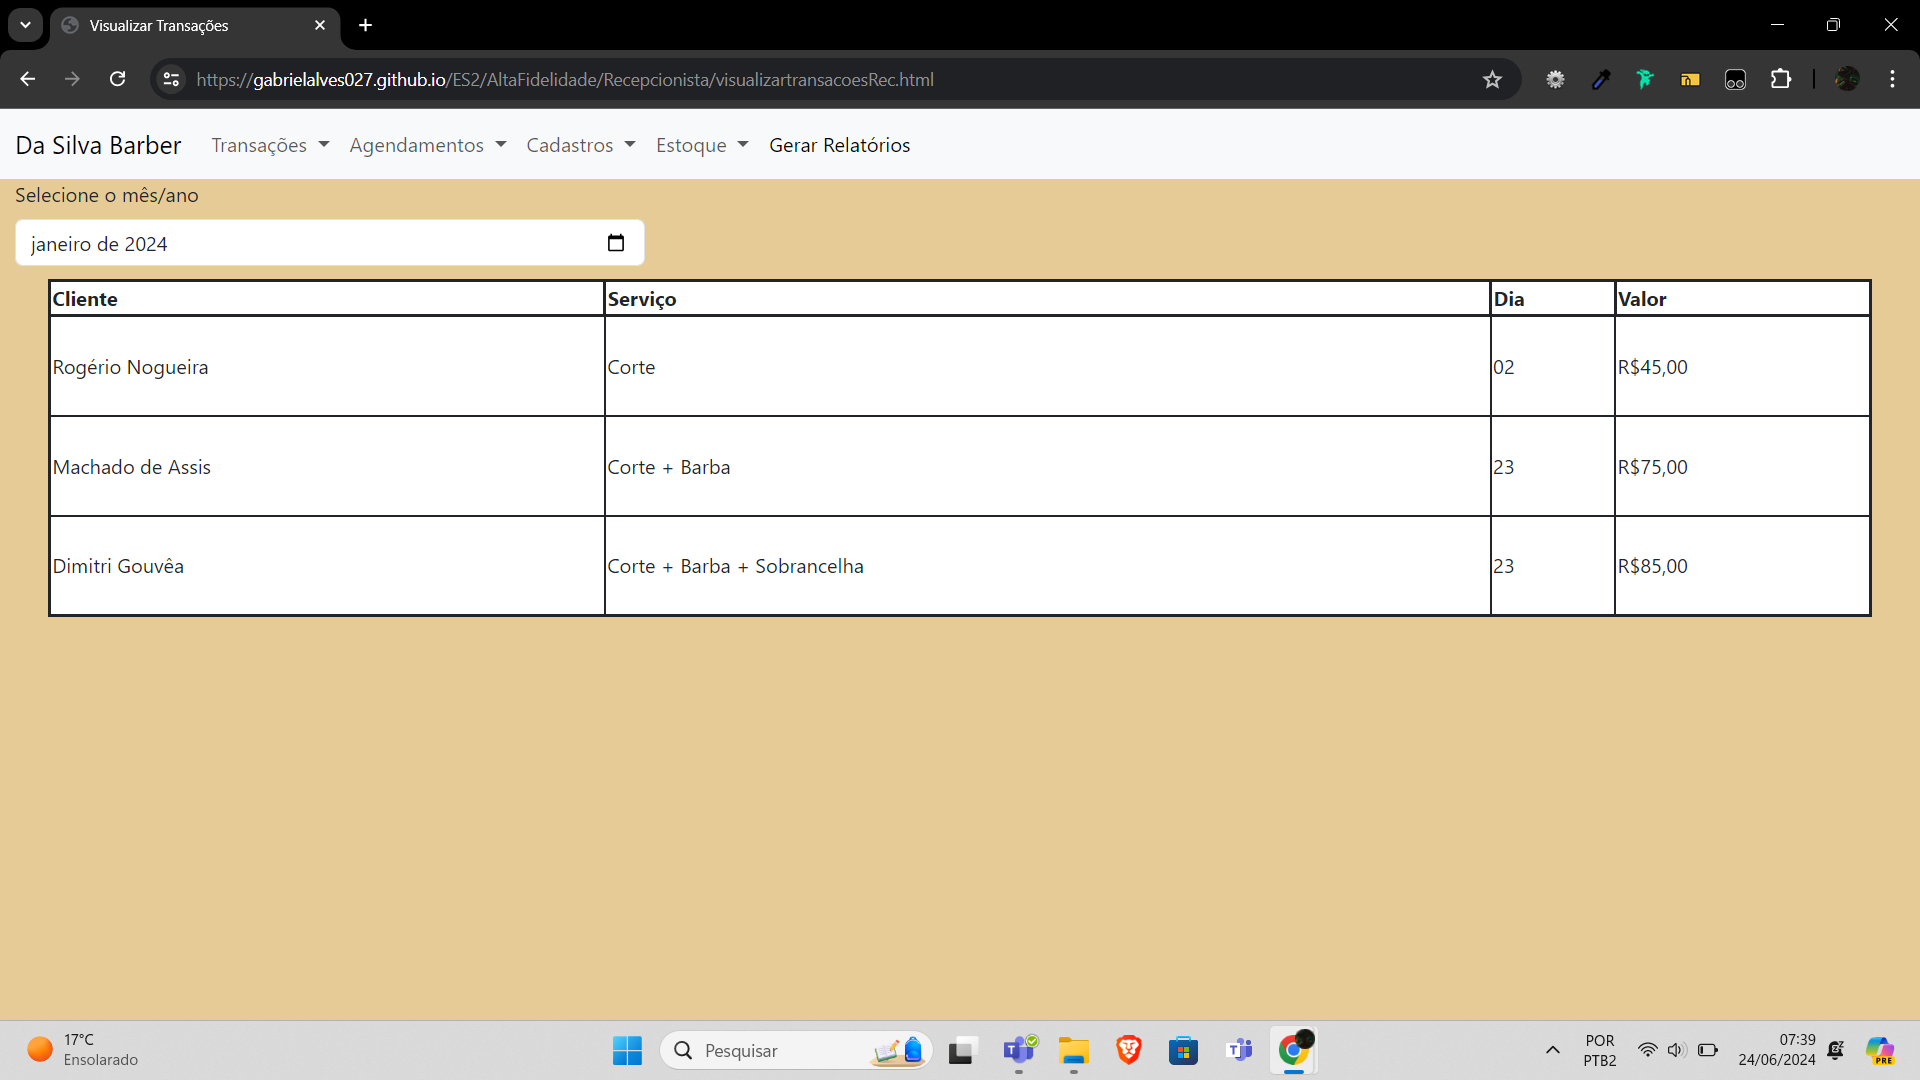 Visualizar Transações
https://gabrielalves027.github.io/ES2/AltaFidelidade/Recepcionista/visualizartransacoesRec.html
Da Silva Barber Transações Agendamentos Cadastros Estoque Gerar Relatórios
Selecione o mês/ano
janeiro de 2024
Cliente Serviço Dia Valor
Rogério Nogueira Corte 02 R$45,00
Machado de Assis Corte + Barba 23 R$75,00
Dimitri Gouvêa Corte + Barba + Sobrancelha 23 R$85,00
17°C
Ensolarado
Pesquisar
POR
PTB2
07:39
24/06/2024
PRE